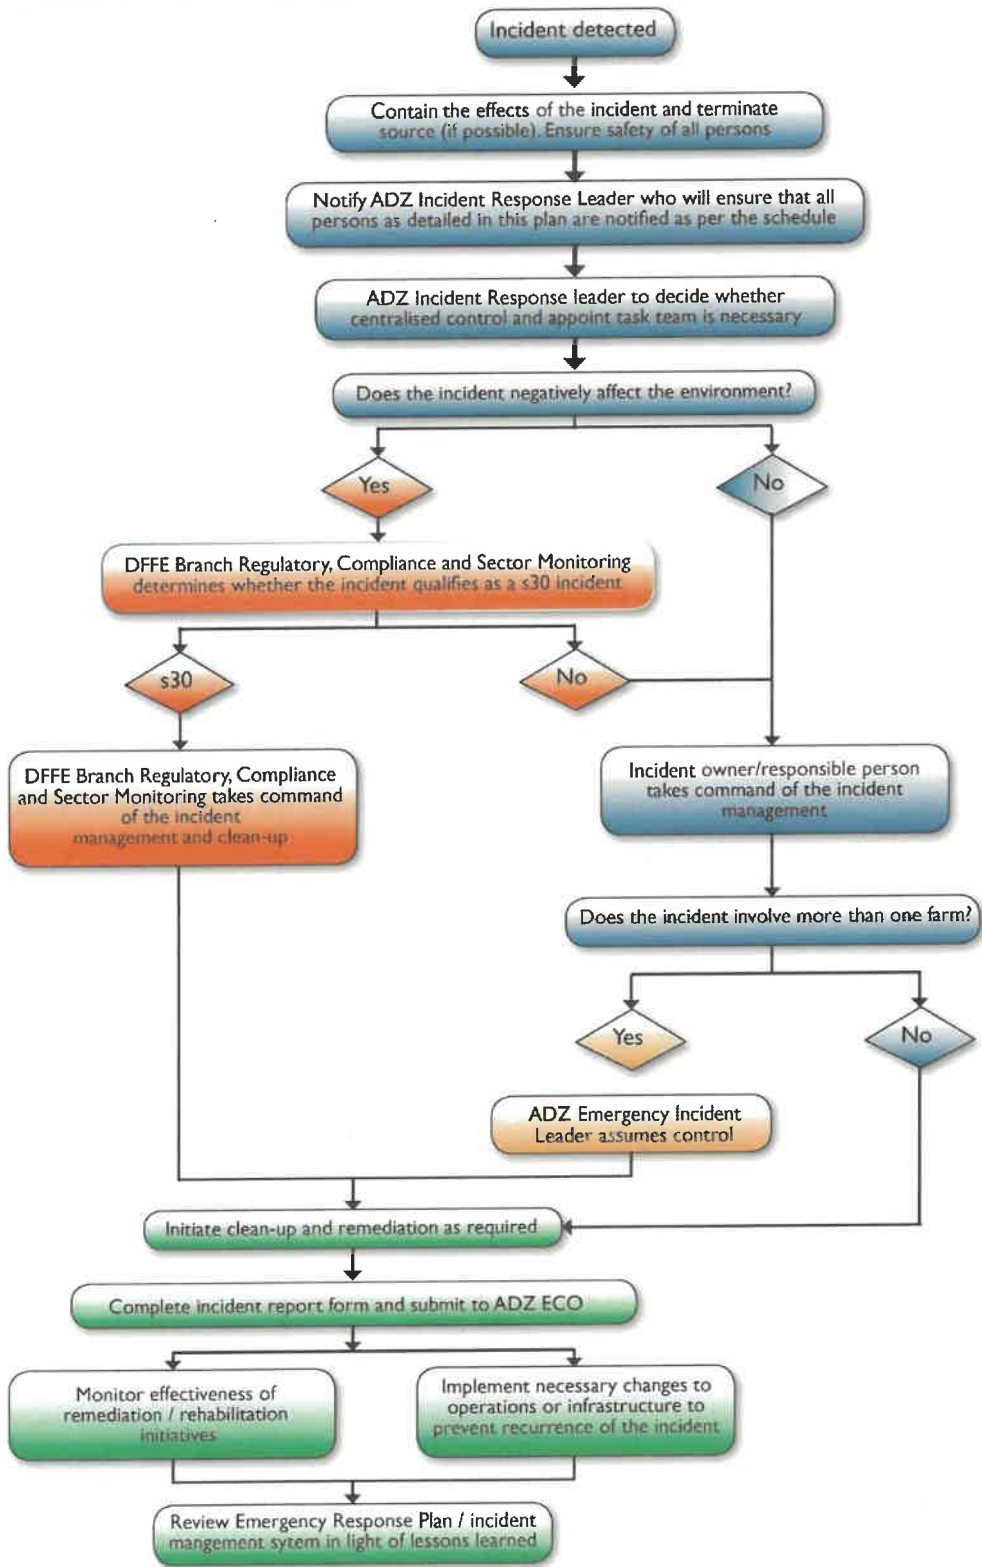 Incident detected
Contain the effects of the incident and terminate
source (if possible). Ensure safety of all persons
Notify ADZ Incident Response Leader who will ensure that all
persons as detailed in this plan are notified as per the schedule
ADZ Incident Response leader to decide whether
centralised control and appoint task team is necessary
Does the incident negatively affect the environment?
Yes
No
DFFE Branch Regulatory, Compliance and Sector Monitoring
determines whether the incident qualifies as a s30 incident
s30
No
DFFE Branch Regulatory, Compliance
and Sector Monitoring takes command
of the incident
management and clean-up
Incident owner/responsible person
takes command of the incident
management
Does the incident involve more than one farm?
Yes
No
ADZ Emergency Incident
Leader assumes control
Initiate clean-up and remediation as required
Complete incident report form and submit to ADZ ECO
Monitor effectiveness of
remediation / rehabilitation
initiatives
Implement necessary changes to
operations or infrastructure to
prevent recurrence of the incident
Review Emergency Response Plan / incident
mangement sytem in light of lessons learned